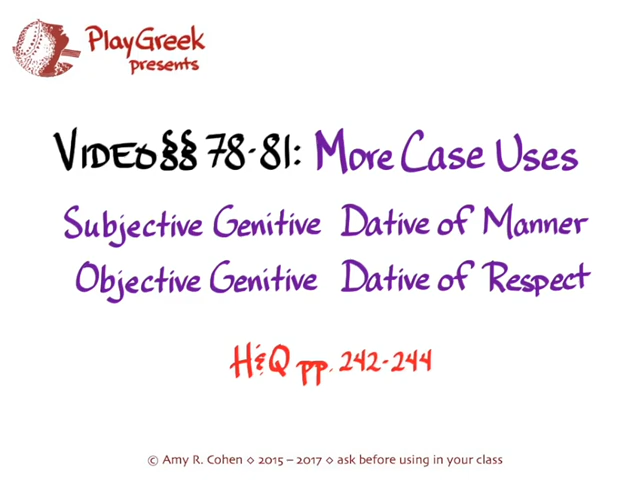 PlayGreek
presents
VIDEO §§ 78-81: More Case Uses
Subjective Genitive Dative of Manner
Objective Genitive Dative of Respect
H&Q pp. 242-244
© Amy R. Cohen ◇ 2015 – 2017 ◇ ask before using in your class